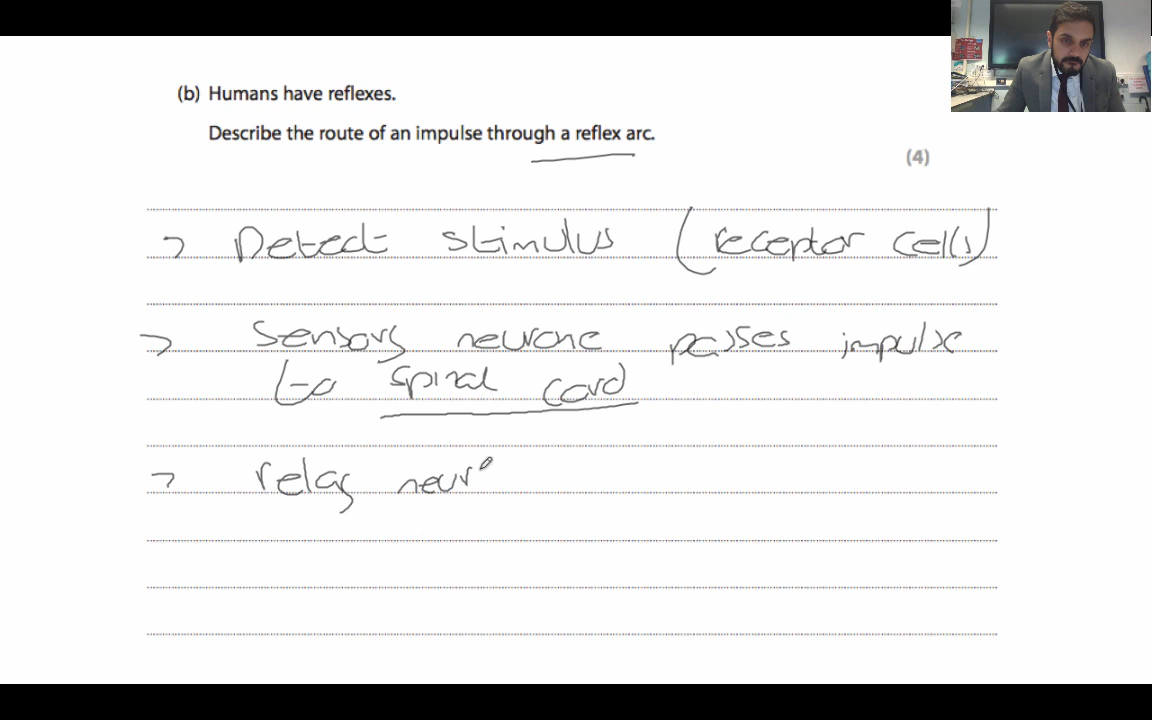 (b) Humans have reflexes.
Describe the route of an impulse through a reflex arc.
(4)
→ Detect stimulus (receptor cells)
→ Sensory neurone passes impulse
to spinal cord
→ relay neur